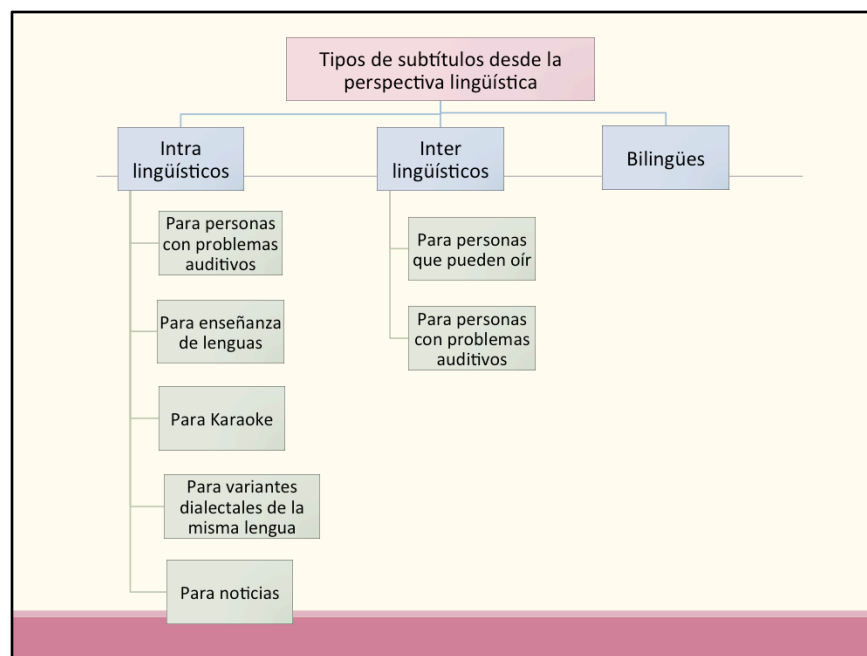 Tipos de subtítulos desde la
perspectiva lingüística
Intra
lingüísticos
Para personas
con problemas
auditivos
Para enseñanza
de lenguas
Para Karaoke
Para variantes
dialectales de la
misma lengua
Para noticias
Inter
lingüísticos
Para personas
que pueden oír
Para personas
con problemas
auditivos
Bilingües